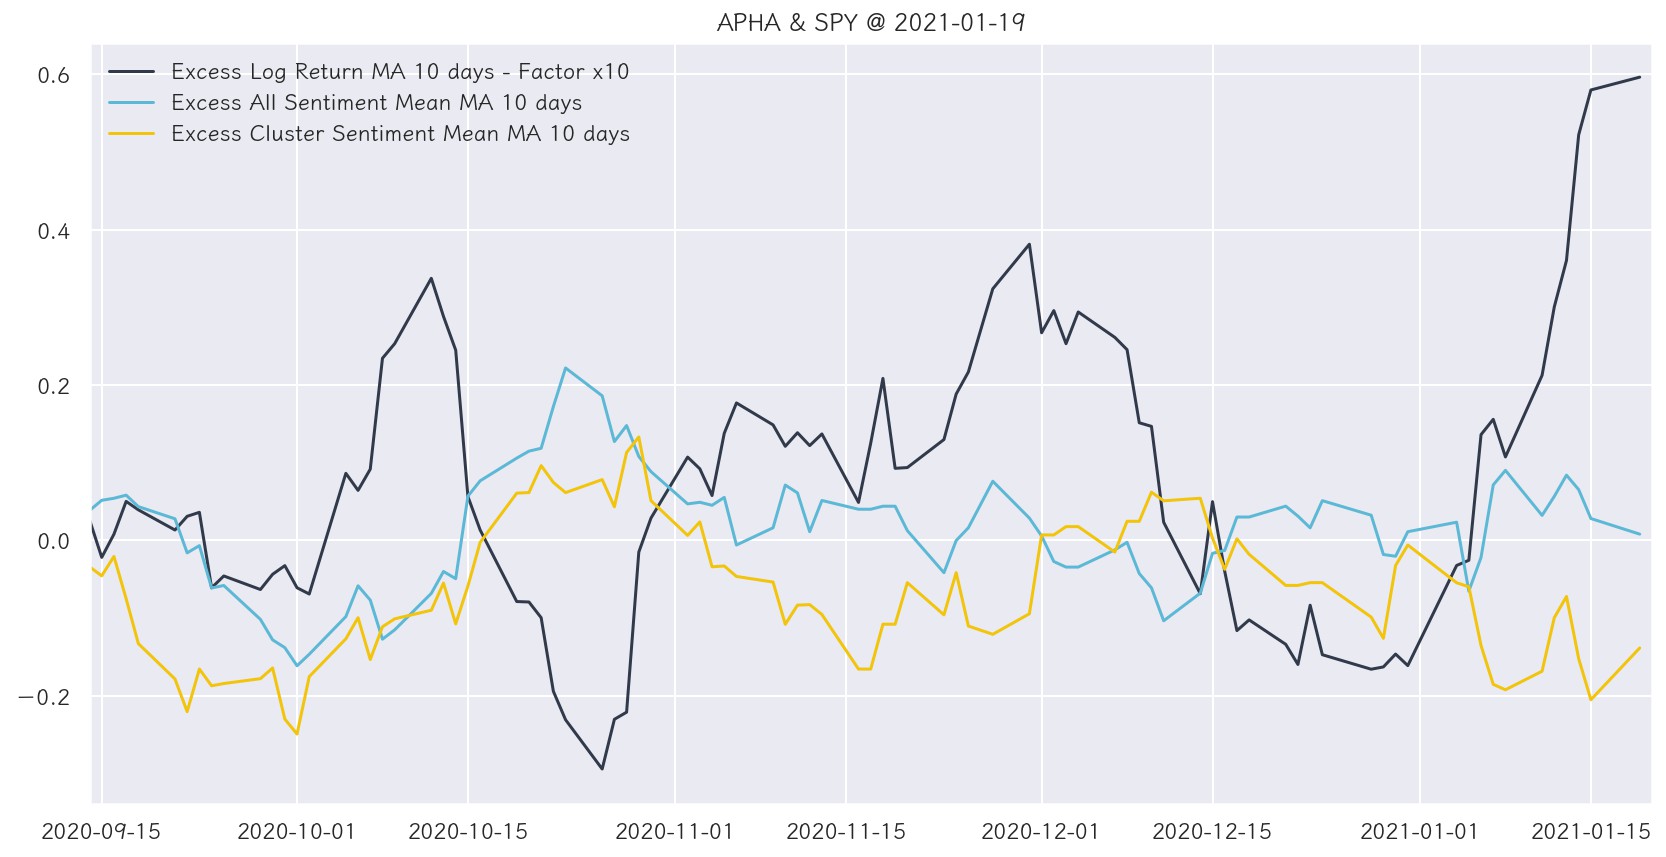 APHA & SPY @ 2021-01-19
Excess Log Return MA 10 days - Factor x10
Excess All Sentiment Mean MA 10 days
Excess Cluster Sentiment Mean MA 10 days
0.6
0.4
0.2
0.0
−0.2
2020-09-15 2020-10-01 2020-10-15 2020-11-01 2020-11-15 2020-12-01 2020-12-15 2021-01-01 2021-01-15